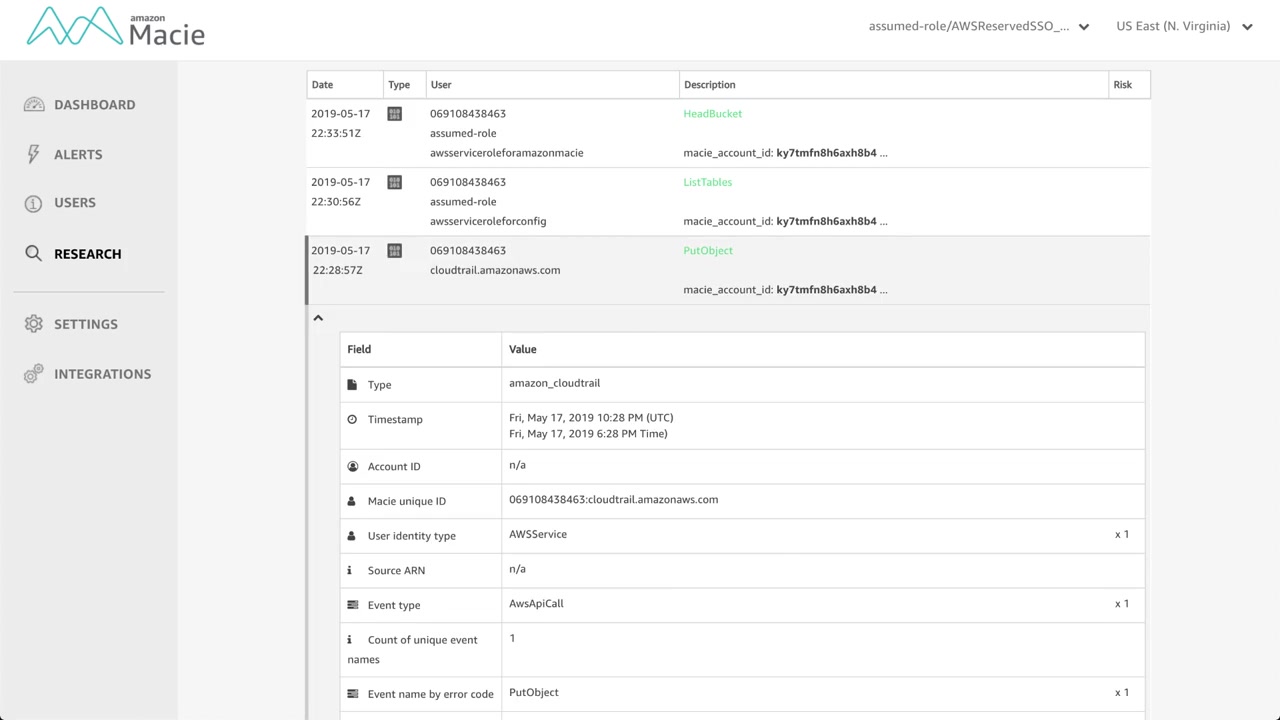 amazon
Macie
assumed-role/AWSReservedSSO_...
US East (N. Virginia)
DASHBOARD
ALERTS
USERS
RESEARCH
SETTINGS
INTEGRATIONS
Date Type User Description Risk
2019-05-17 069108438463 HeadBucket
22:33:51Z assumed-role
awsserviceroleforamazonmacie macie_account_id: ky7tmfn8h6axh8b4 ...
2019-05-17 069108438463 ListTables
22:30:56Z assumed-role
awsserviceroleforconfig macie_account_id: ky7tmfn8h6axh8b4 ...
2019-05-17 069108438463 PutObject
22:28:57Z cloudtrail.amazonaws.com
macie_account_id: ky7tmfn8h6axh8b4 ...
Field Value
Type amazon_cloudtrail
Timestamp Fri, May 17, 2019 10:28 PM (UTC)
Fri, May 17, 2019 6:28 PM Time)
Account ID n/a
Macie unique ID 069108438463:cloudtrail.amazonaws.com
User identity type AWSService x 1
Source ARN n/a
Event type AwsApiCall x 1
Count of unique event 1
names
Event name by error code PutObject x 1